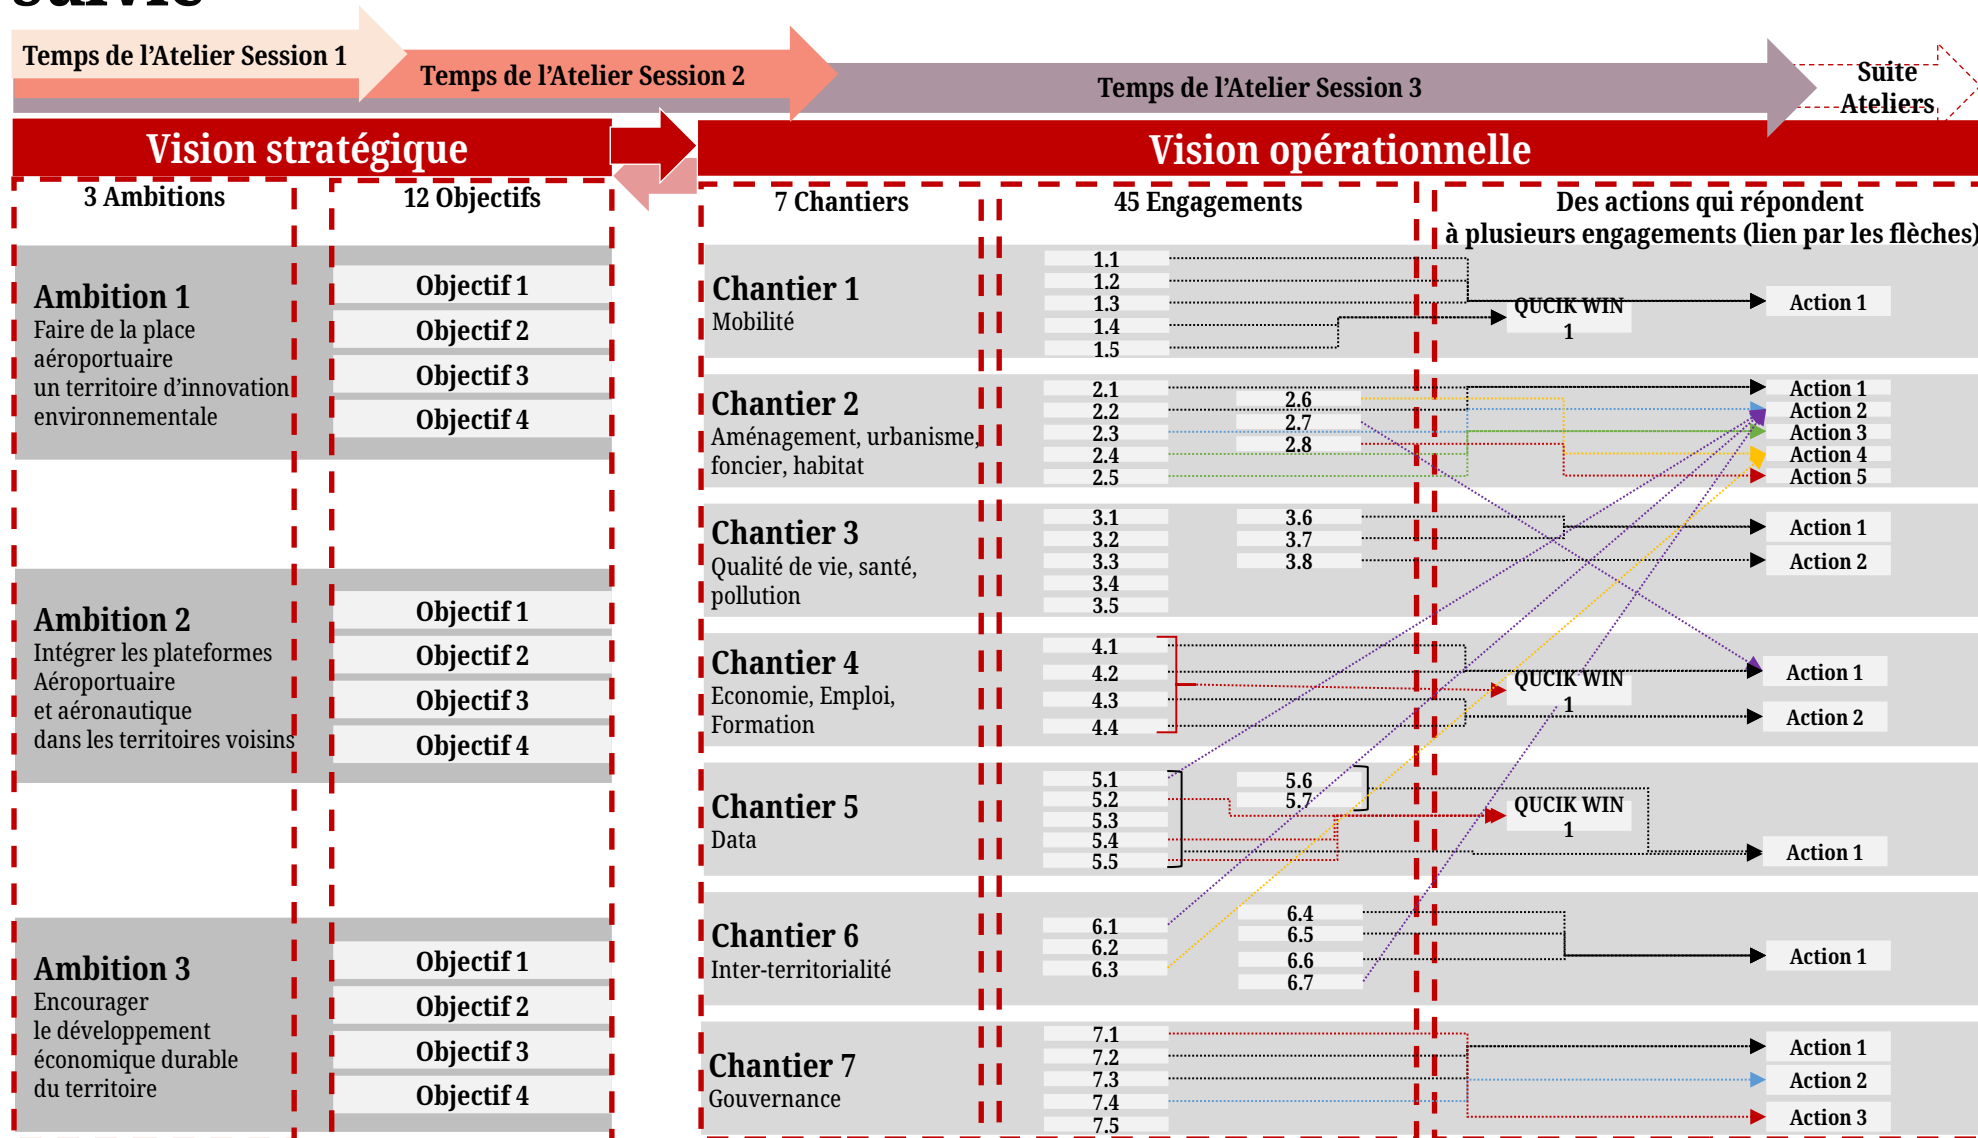 Temps de l’Atelier Session 1
Temps de l’Atelier Session 2
Temps de l’Atelier Session 3
Suite
Ateliers
Vision stratégique
Vision opérationnelle
3 Ambitions
12 Objectifs
7 Chantiers
45 Engagements
Des actions qui répondent
à plusieurs engagements (lien par les flèches)
Ambition 1
Faire de la place
aéroportuaire
un territoire d’innovation
environnementale
Objectif 1
Objectif 2
Objectif 3
Objectif 4
Ambition 2
Intégrer les plateformes
Aéroportuaire
et aéronautique
dans les territoires voisins
Objectif 1
Objectif 2
Objectif 3
Objectif 4
Ambition 3
Encourager
le développement
économique durable
du territoire
Objectif 1
Objectif 2
Objectif 3
Objectif 4
Chantier 1
Mobilité
1.1
1.2
1.3
1.4
1.5
QUCIK WIN
1
Action 1
Chantier 2
Aménagement, urbanisme,
foncier, habitat
2.1
2.2
2.3
2.4
2.5
2.6
2.7
2.8
Action 1
Action 2
Action 3
Action 4
Action 5
Chantier 3
Qualité de vie, santé,
pollution
3.1
3.2
3.3
3.4
3.5
3.6
3.7
3.8
Action 1
Action 2
Chantier 4
Economie, Emploi,
Formation
4.1
4.2
4.3
4.4
QUCIK WIN
1
Action 1
Action 2
Chantier 5
Data
5.1
5.2
5.3
5.4
5.5
5.6
5.7
QUCIK WIN
1
Action 1
Chantier 6
Inter-territorialité
6.1
6.2
6.3
6.4
6.5
6.6
6.7
Action 1
Chantier 7
Gouvernance
7.1
7.2
7.3
7.4
7.5
Action 1
Action 2
Action 3